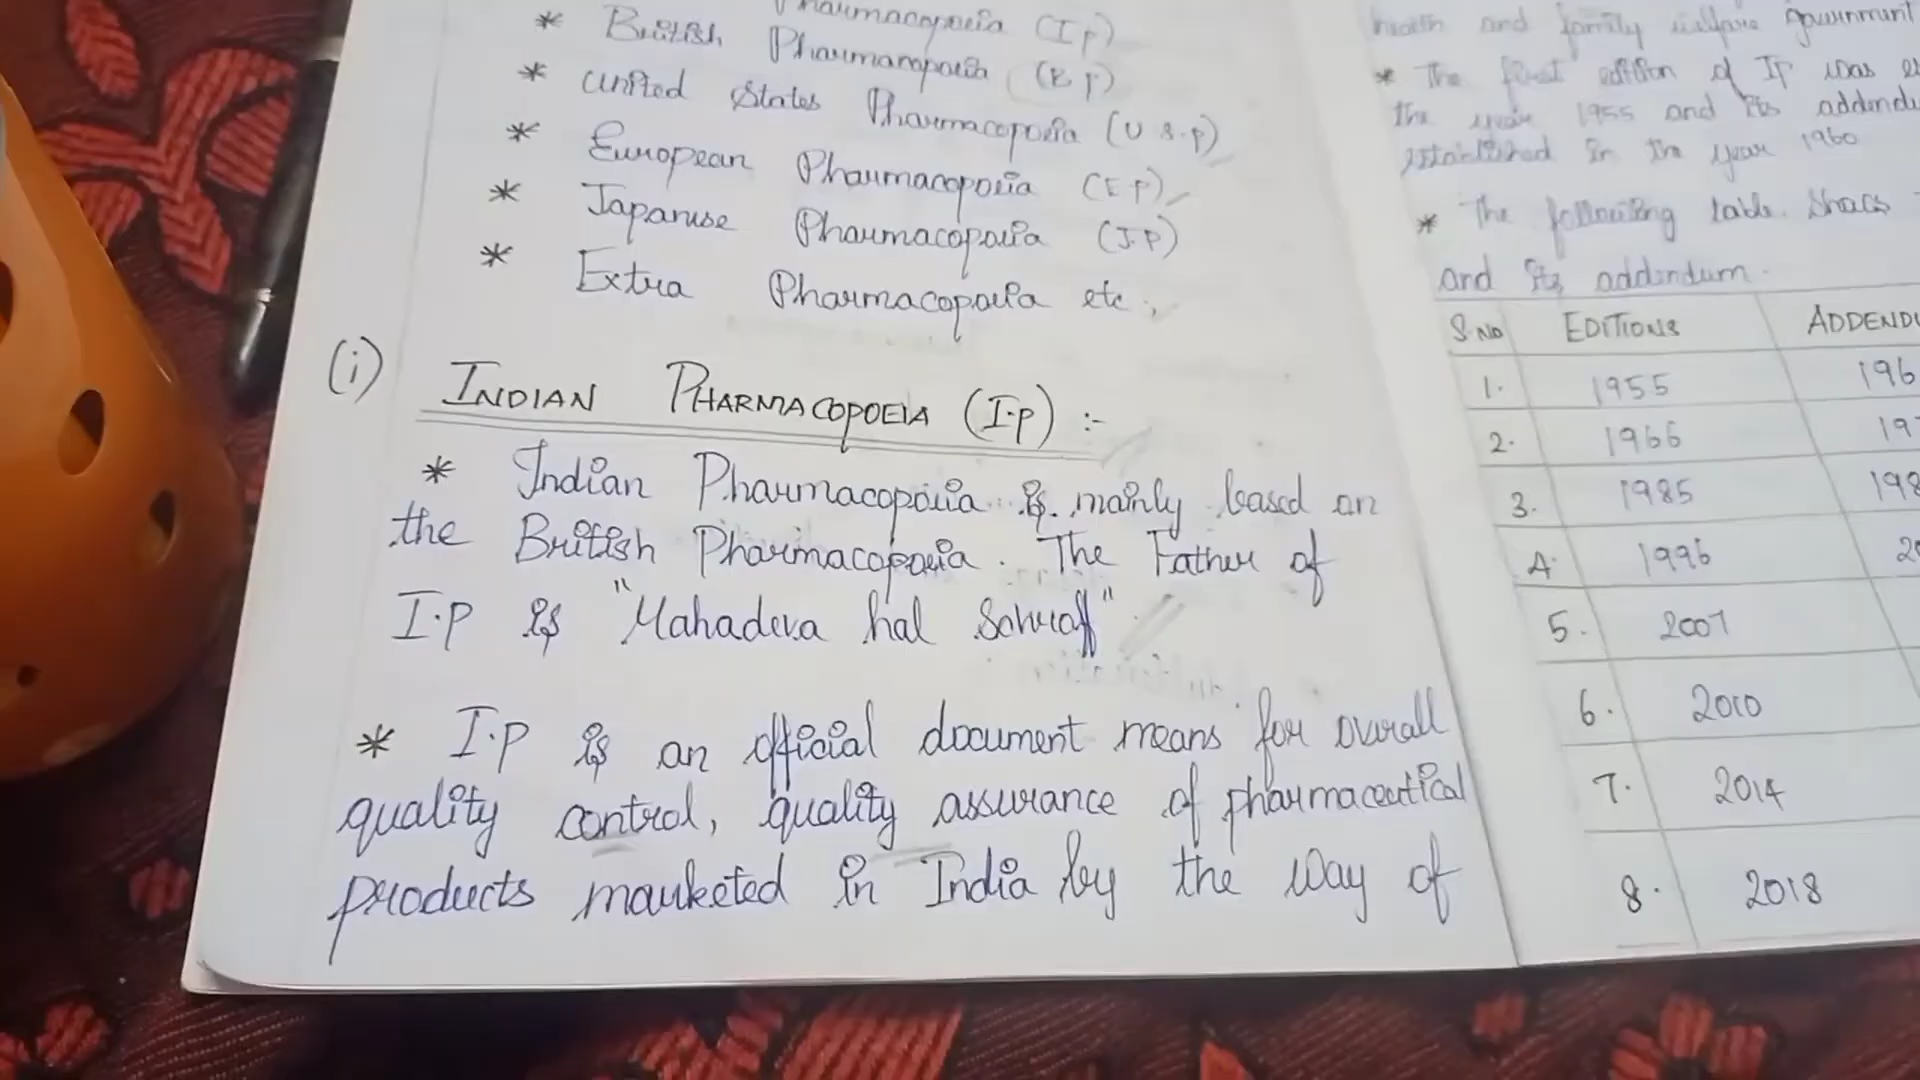 Pharmacopoeia (Ip)
* British Pharmacopoeia (B p)
* United States Pharmacopoeia (U s.p)
* European Pharmacopoeia (E p)
* Japanese Pharmacopoeia (J.P)
* Extra Pharmacopoeia etc.,
(i) INDIAN PHARMACOPOEIA (I.p) :-
* Indian Pharmacopoeia is mainly based on
the British Pharmacopoeia. The Father of
I.p is "Mahadeva hal Sohraff"
* I.p is an official document means for overall
quality control, quality assurance of pharmaceutical
products marketed in India by the way of
health and family welfare government
* The first edition of Ip was
the year 1955 and its
established in the year 1960
* The following table shows
and its addendum.
S.NO EDITIONS
1. 1955
2. 1966
3. 1985
4. 1996
5. 2007
6. 2010
7. 2014
8. 2018